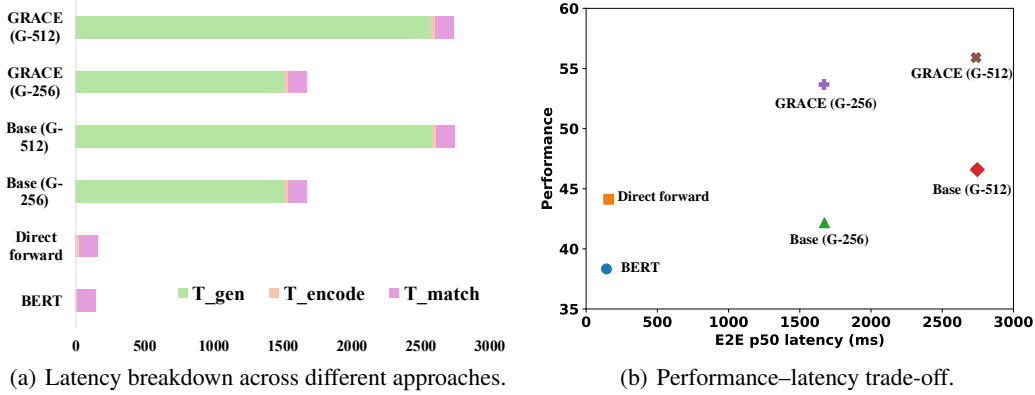 GRACE
(G-512)
GRACE
(G-256)
Base (G-
512)
Base (G-
256)
Direct
forward
BERT
T_gen T_encode T_match
0 500 1000 1500 2000 2500 3000
(a) Latency breakdown across different approaches.
60
55
50
45
40
35
Performance
GRACE (G-512)
GRACE (G-256)
Direct forward
Base (G-512)
Base (G-256)
BERT
0 500 1000 1500 2000 2500 3000
E2E p50 latency (ms)
(b) Performance–latency trade-off.